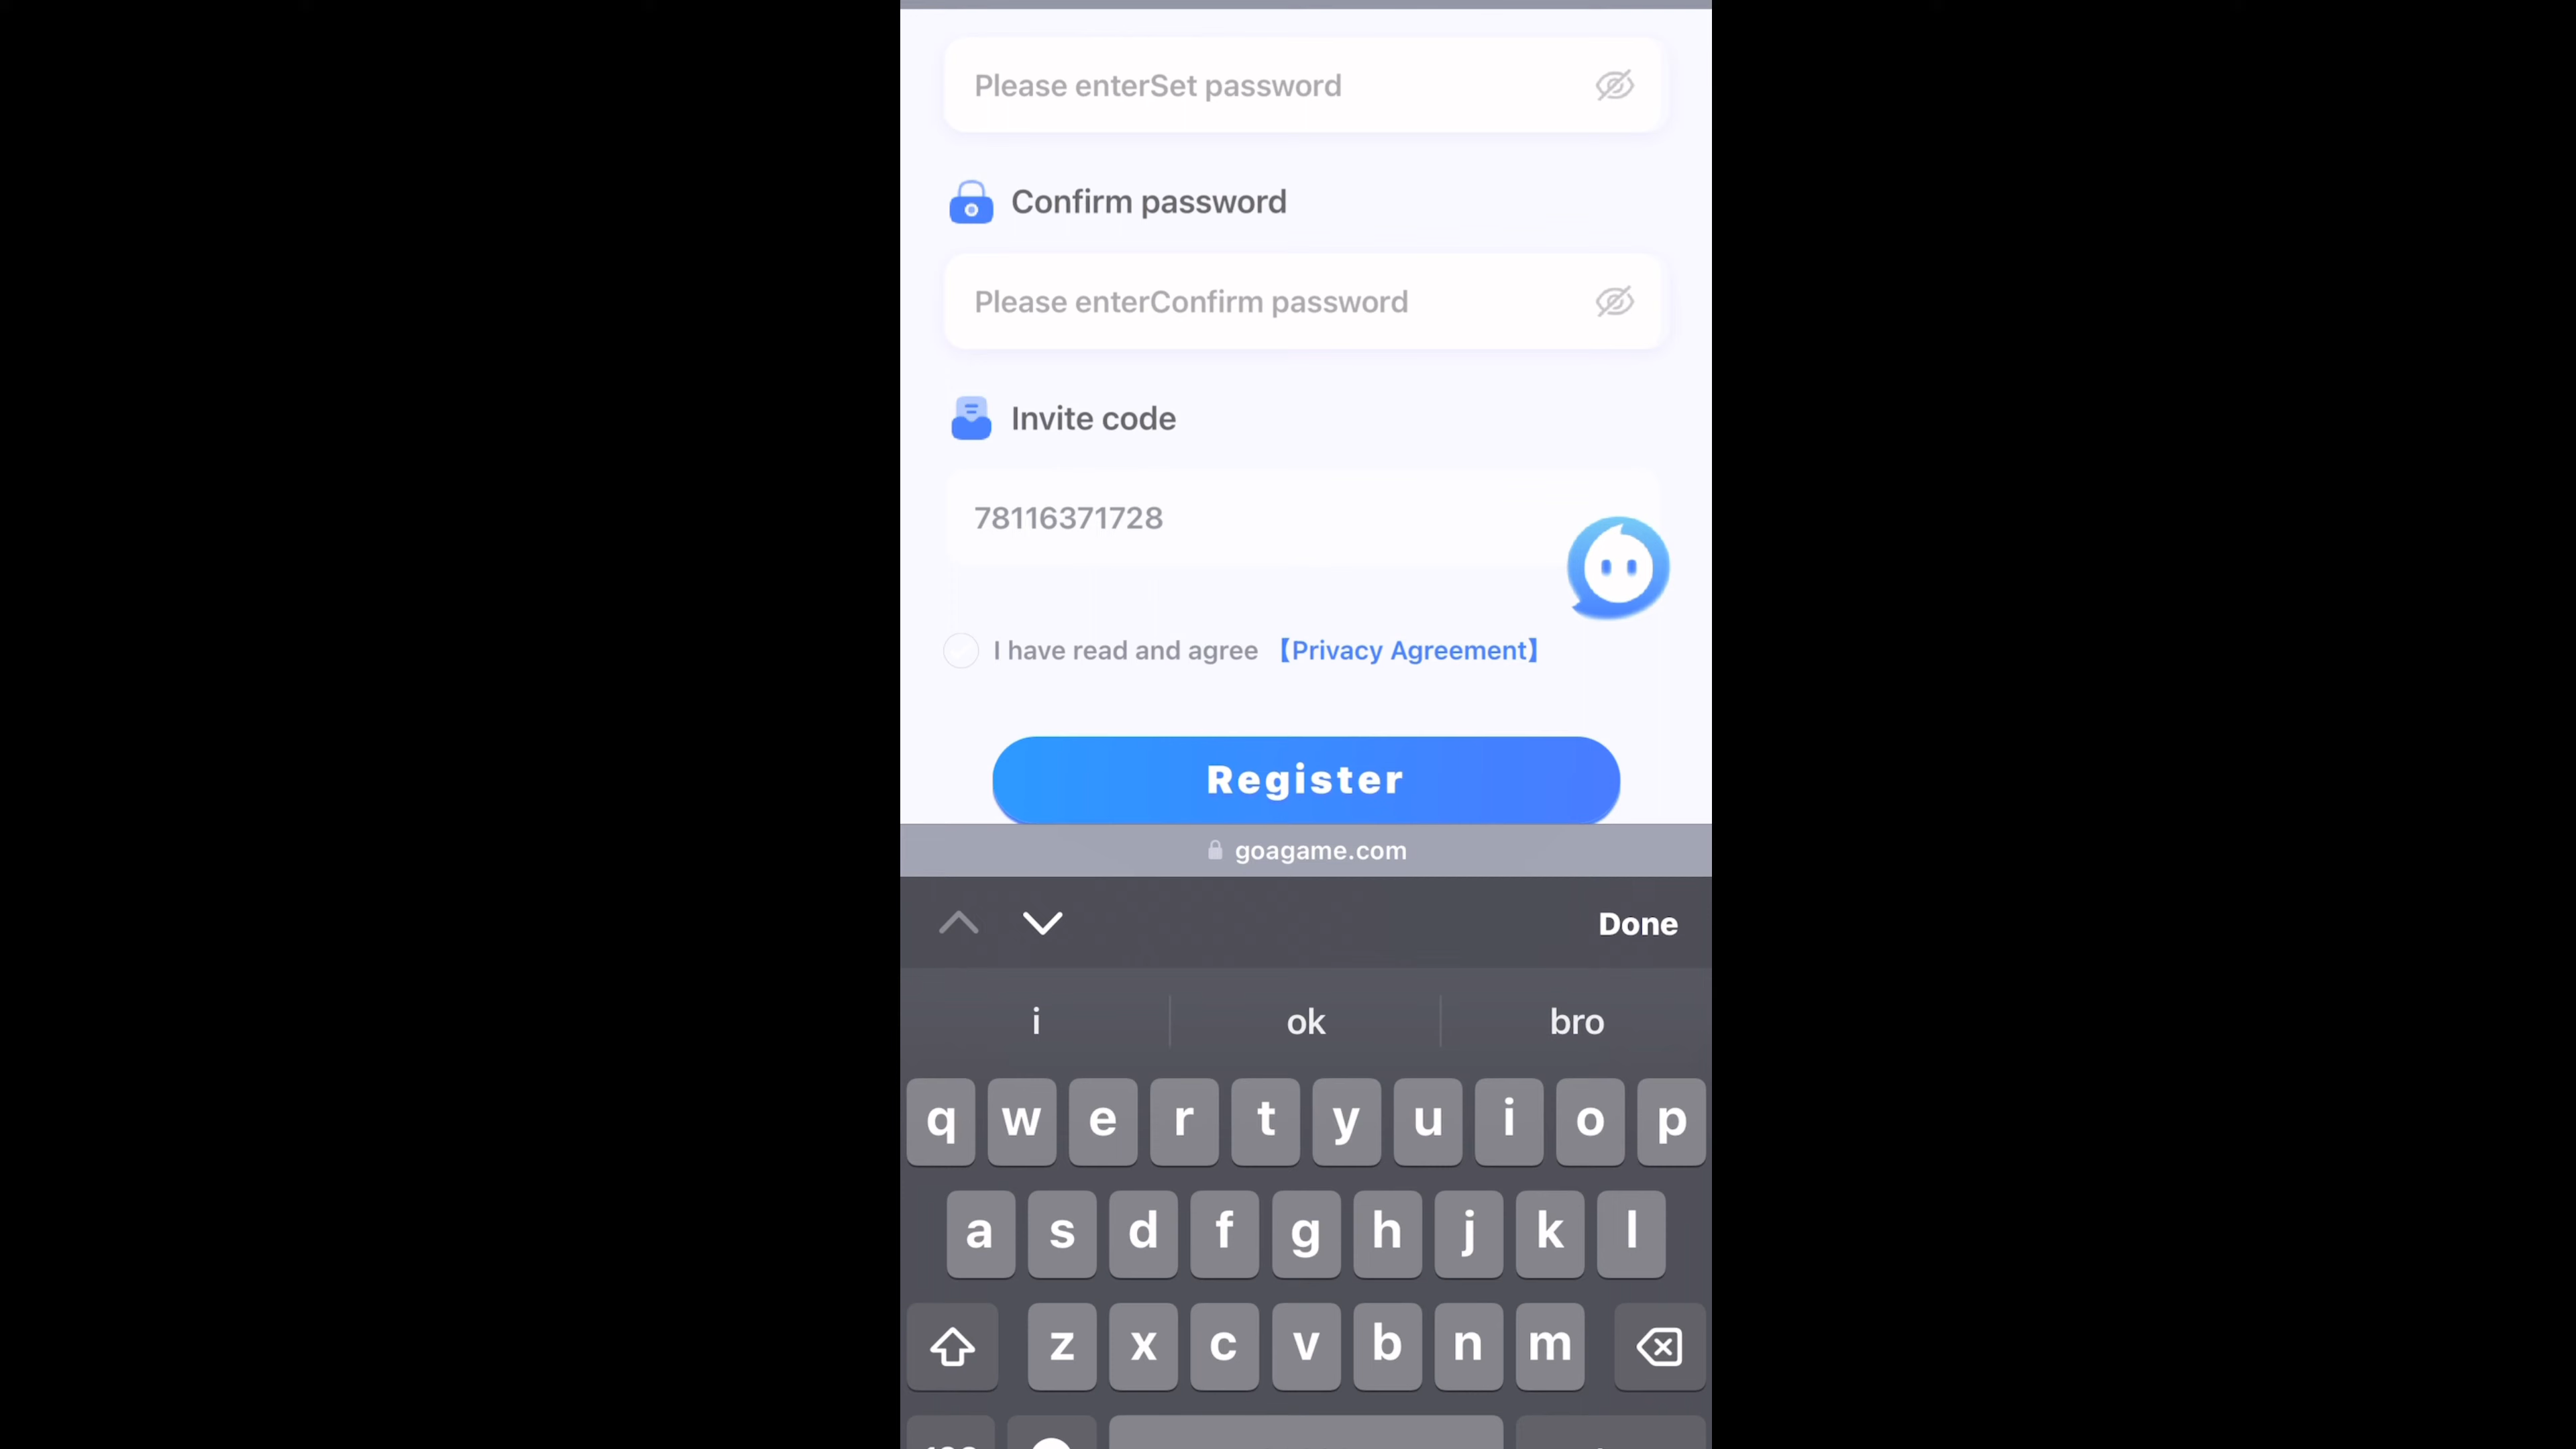 Please enterSet password
Confirm password
Please enterConfirm password
Invite code
78116371728
I have read and agree 【Privacy Agreement】
Register
goagame.com
Done
i ok bro
q w e r t y u i o p
a s d f g h j k l
z x c v b n m